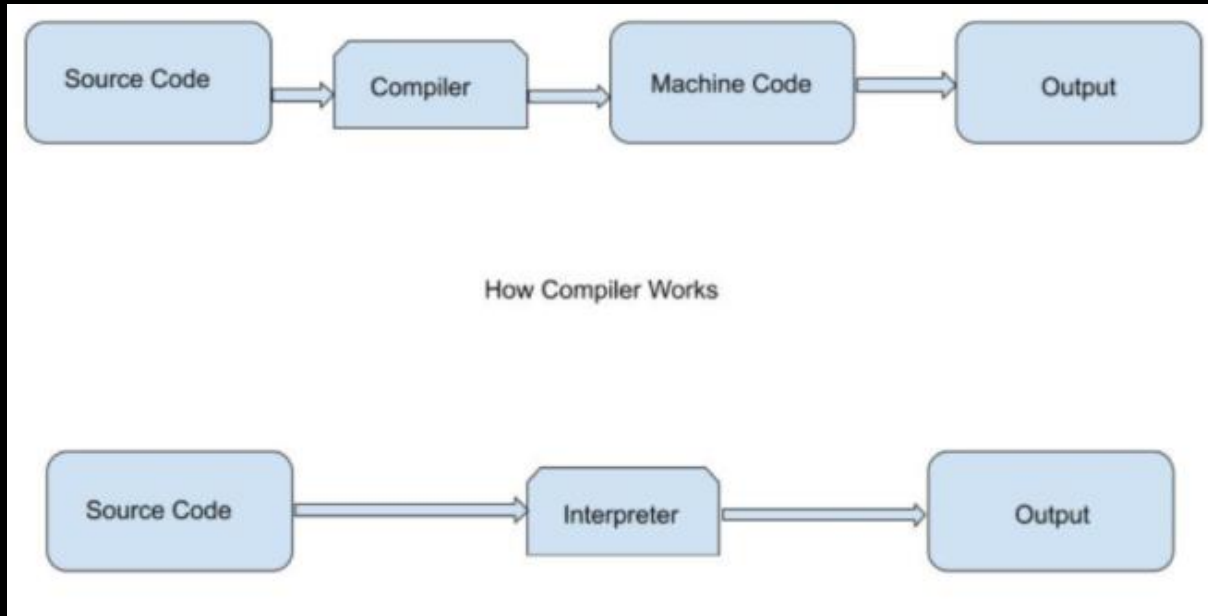 Source Code
Compiler
Machine Code
Output
How Compiler Works
Source Code
Interpreter
Output